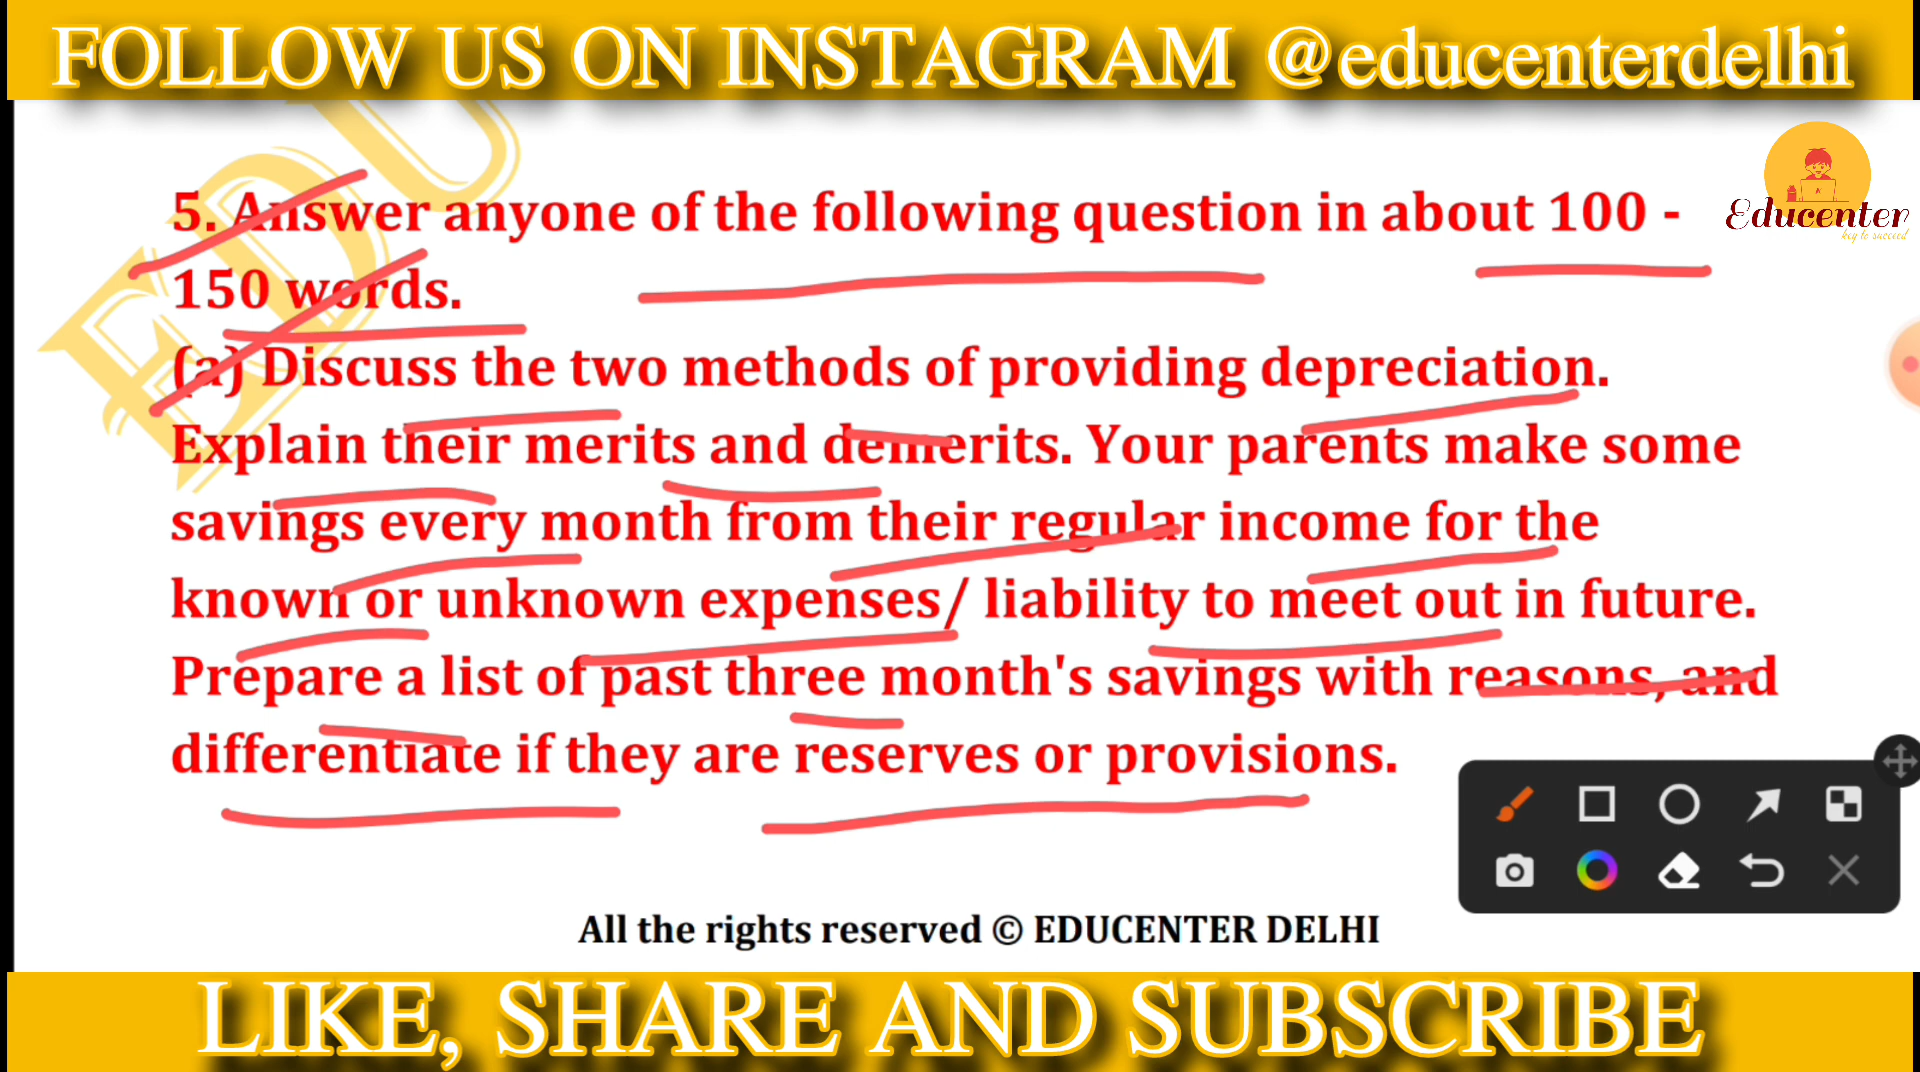 FOLLOW US ON INSTAGRAM @educenterdelhi
EDU
Educenter
key to succeed
5. Answer anyone of the following question in about 100 -
150 words.
(a) Discuss the two methods of providing depreciation.
Explain their merits and demerits. Your parents make some
savings every month from their regular income for the
known or unknown expenses/ liability to meet out in future.
Prepare a list of past three month's savings with reasons, and
differentiate if they are reserves or provisions.
All the rights reserved © EDUCENTER DELHI
LIKE, SHARE AND SUBSCRIBE